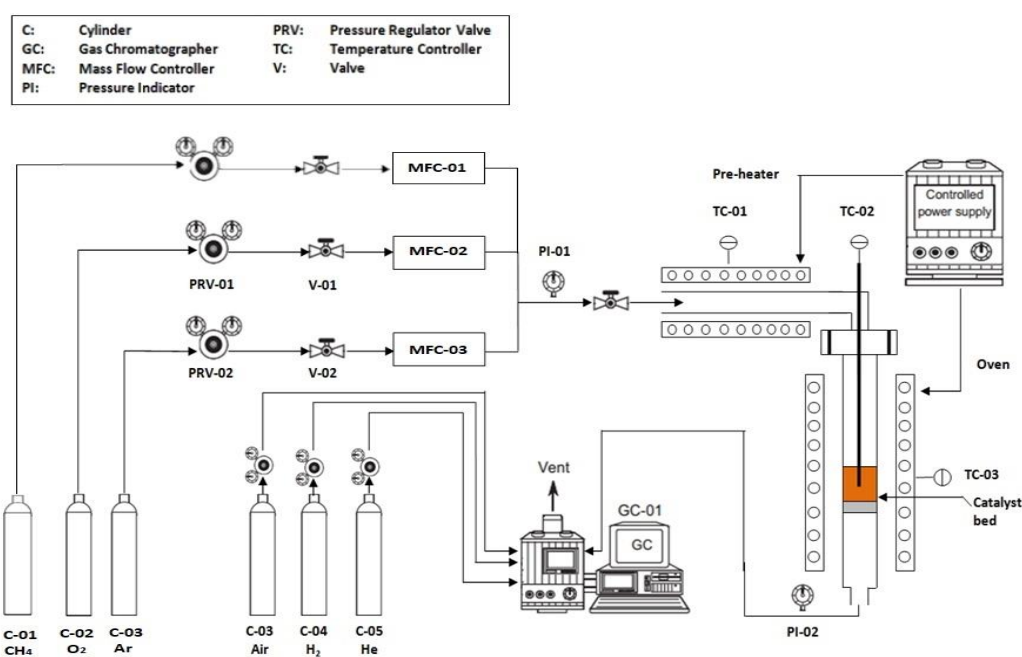 C: Cylinder PRV: Pressure Regulator Valve
GC: Gas Chromatographer TC: Temperature Controller
MFC: Mass Flow Controller V: Valve
PI: Pressure Indicator
MFC-01
Pre-heater
Controlled
power supply
TC-01
TC-02
MFC-02
PI-01
PRV-01
V-01
MFC-03
PRV-02
V-02
Oven
Vent
TC-03
GC-01
Catalyst
bed
GC
C-01
CH4
C-02
O2
C-03
Ar
C-03
Air
C-04
H2
C-05
He
PI-02